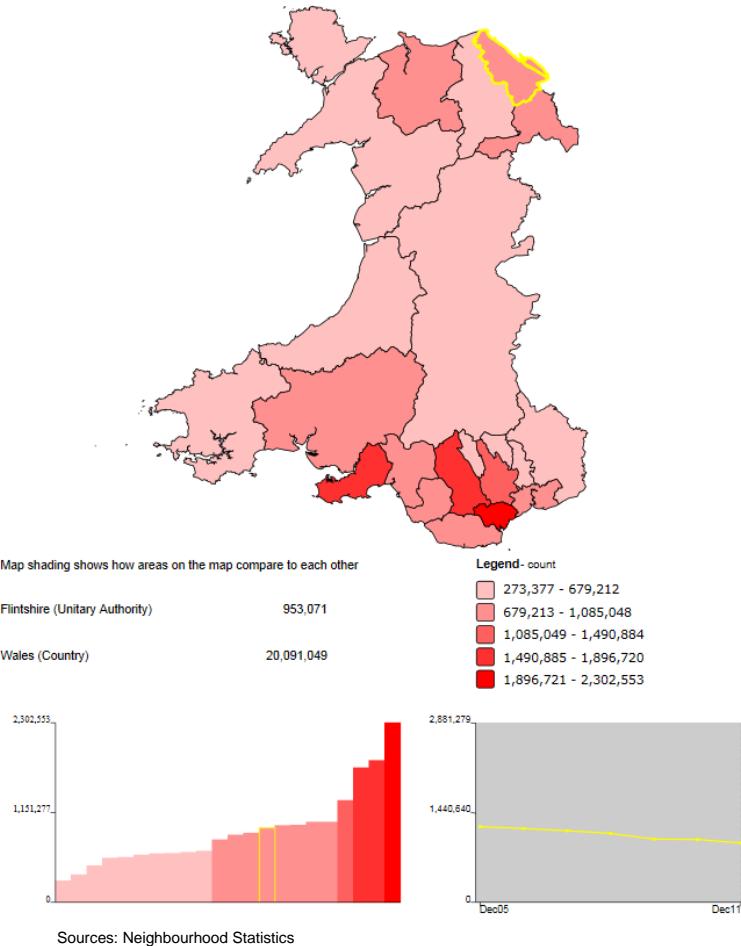 Map shading shows how areas on the map compare to each other
Flintshire (Unitary Authority) 953,071
Wales (Country) 20,091,049
Legend- count
273,377 - 679,212
679,213 - 1,085,048
1,085,049 - 1,490,884
1,490,885 - 1,896,720
1,896,721 - 2,302,553
2,302,553
1,151,277
0
2,881,279
1,440,640
0
Dec05 Dec11
Sources: Neighbourhood Statistics